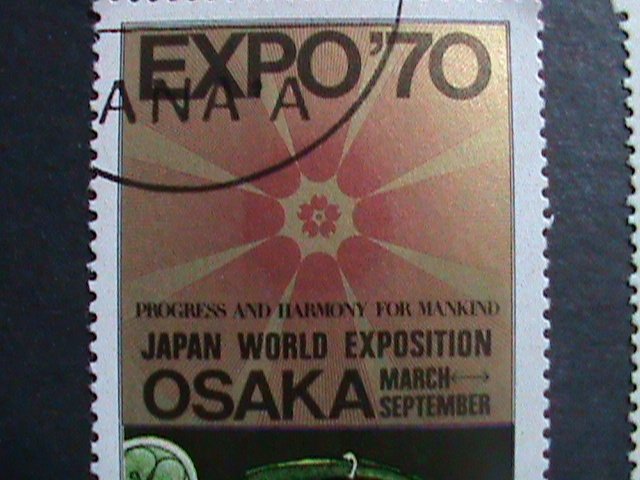 EXPO'70
ANA'A
PROGRESS AND HARMONY FOR MANKIND
JAPAN WORLD EXPOSITION
OSAKA MARCH↔
SEPTEMBER